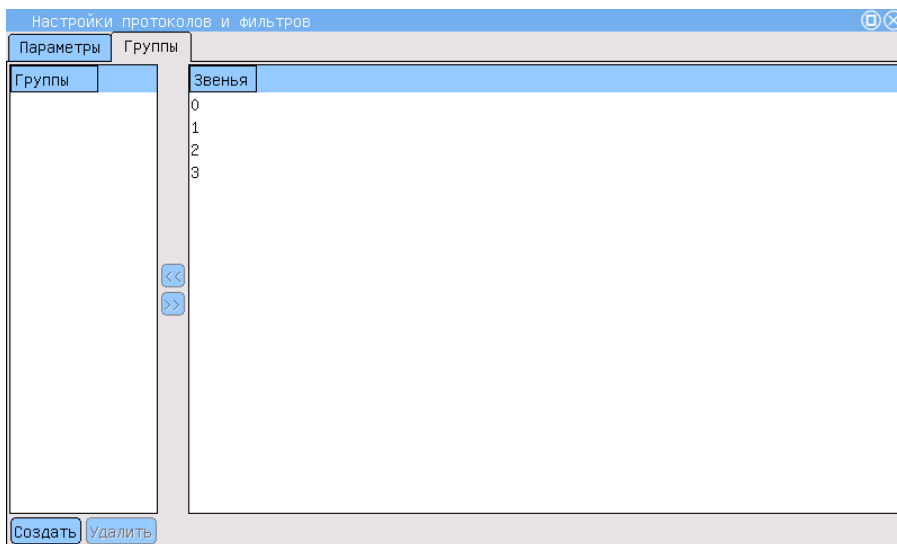 Настройки протоколов и фильтров
Параметры Группы
Группы Звенья
0
1
2
3
<<
>>
Создать Удалить